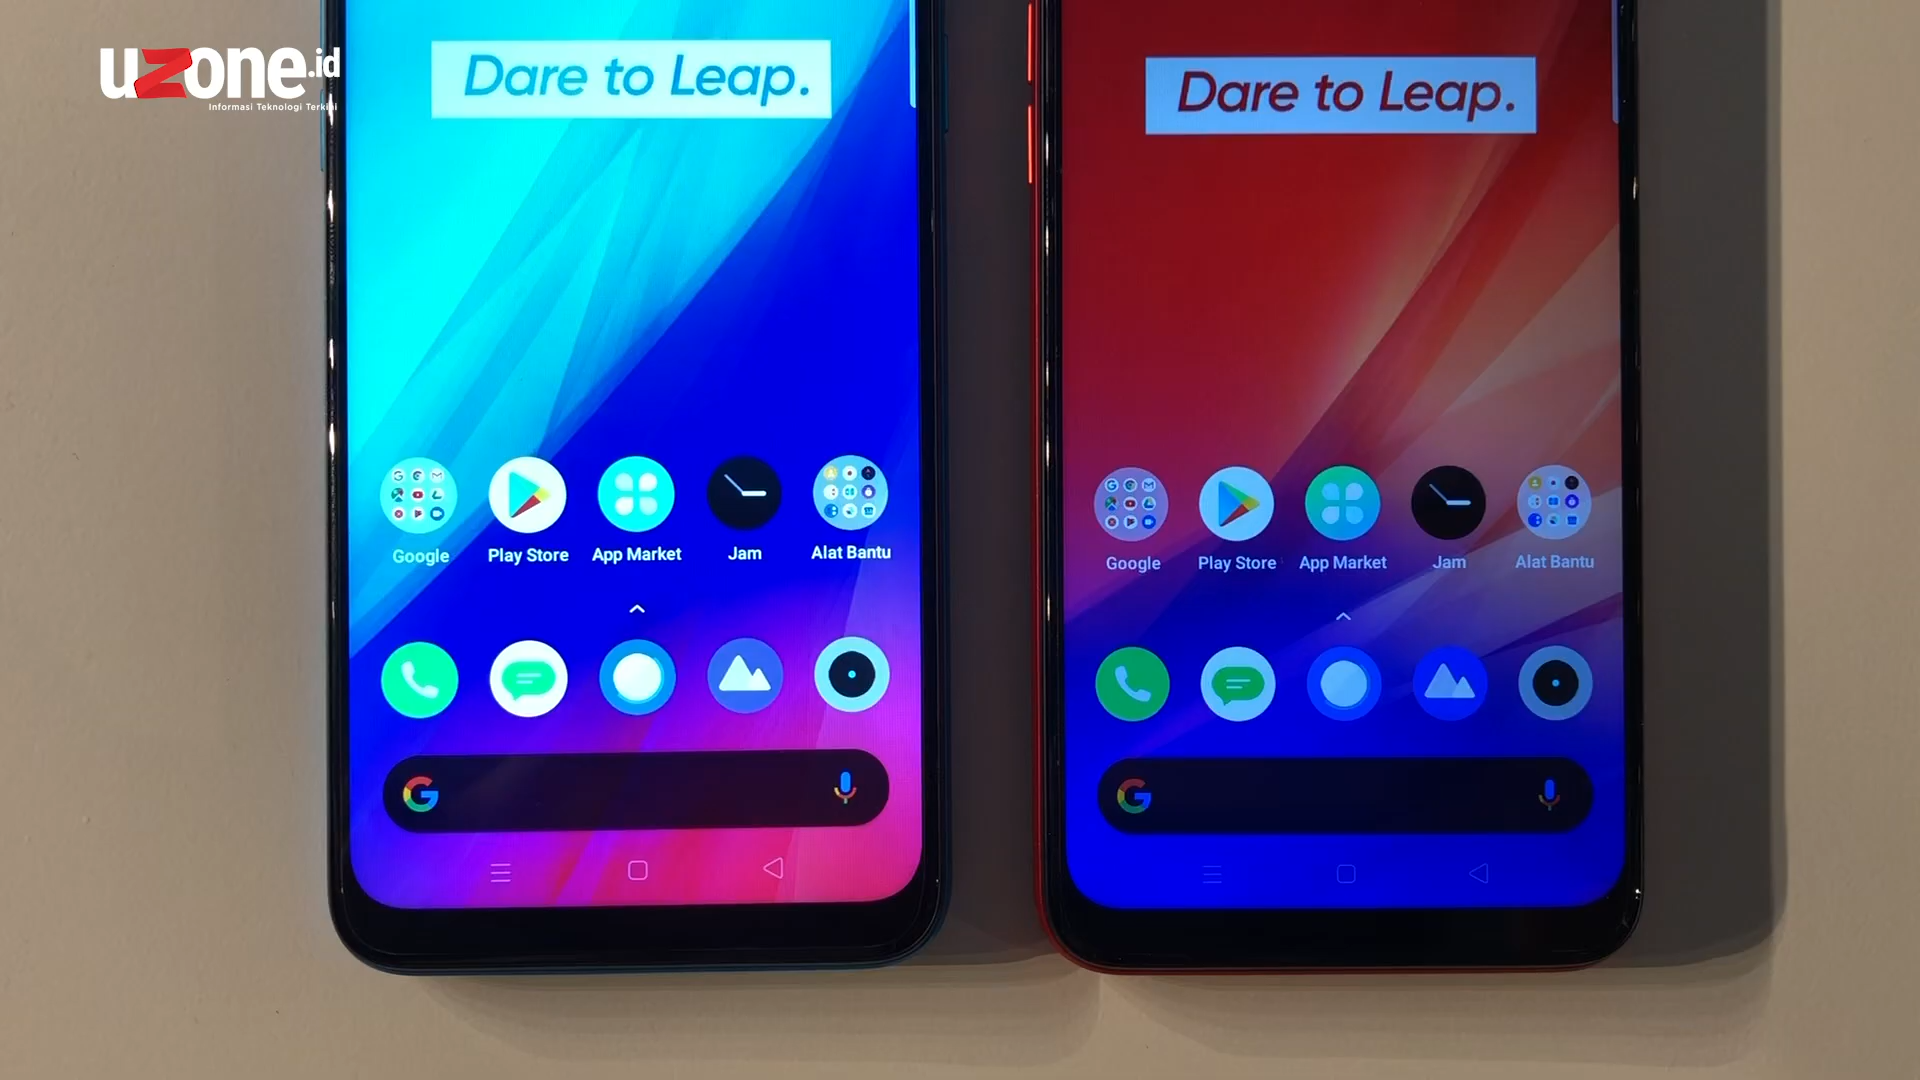 uzone.id
Informasi Teknologi Terkini
Dare to Leap.
Google Play Store App Market Jam Alat Bantu
Dare to Leap.
Google Play Store App Market Jam Alat Bantu